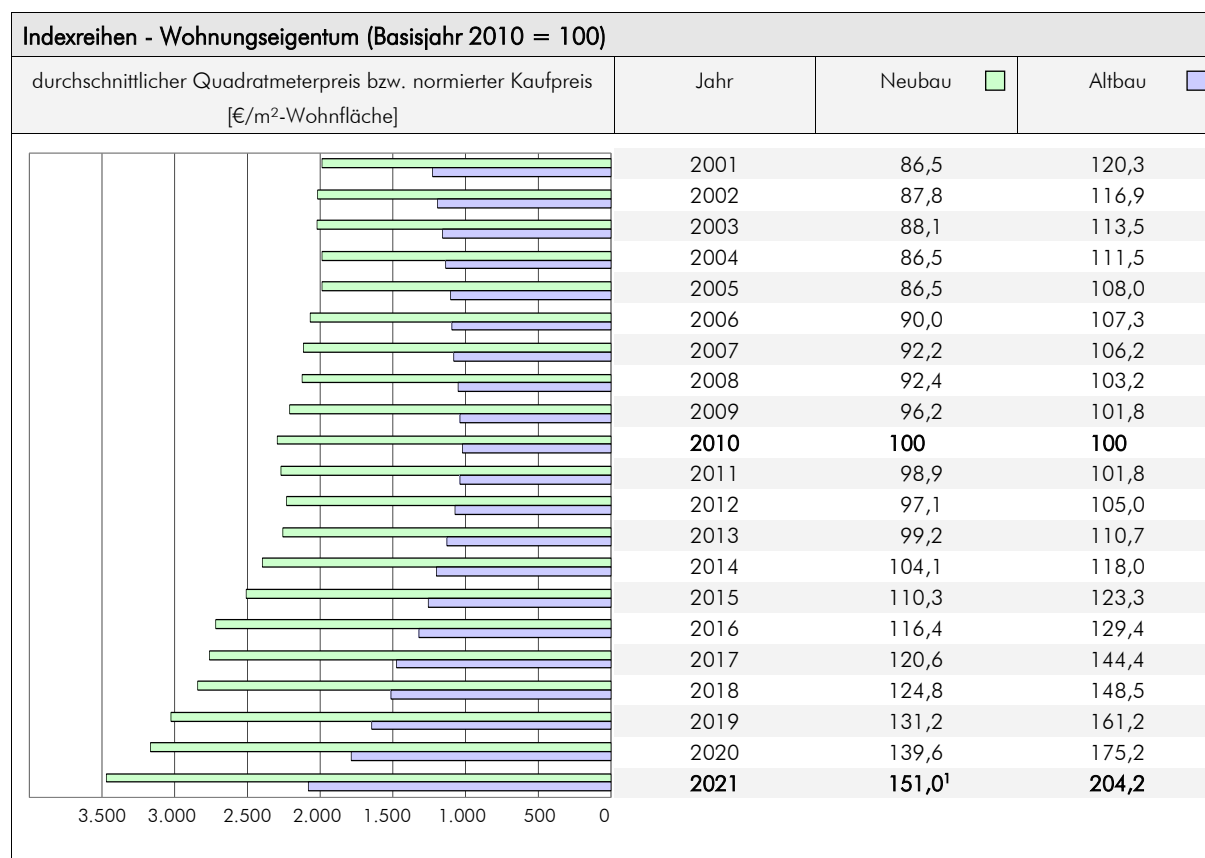 Indexreihen - Wohnungseigentum (Basisjahr 2010 = 100)
durchschnittlicher Quadratmeterpreis bzw. normierter Kaufpreis Jahr Neubau Altbau
[€/m²-Wohnfläche]
2001 86,5 120,3
2002 87,8 116,9
2003 88,1 113,5
2004 86,5 111,5
2005 86,5 108,0
2006 90,0 107,3
2007 92,2 106,2
2008 92,4 103,2
2009 96,2 101,8
2010 100 100
2011 98,9 101,8
2012 97,1 105,0
2013 99,2 110,7
2014 104,1 118,0
2015 110,3 123,3
2016 116,4 129,4
2017 120,6 144,4
2018 124,8 148,5
2019 131,2 161,2
2020 139,6 175,2
2021 151,0¹ 204,2
3.500 3.000 2.500 2.000 1.500 1.000 500 0